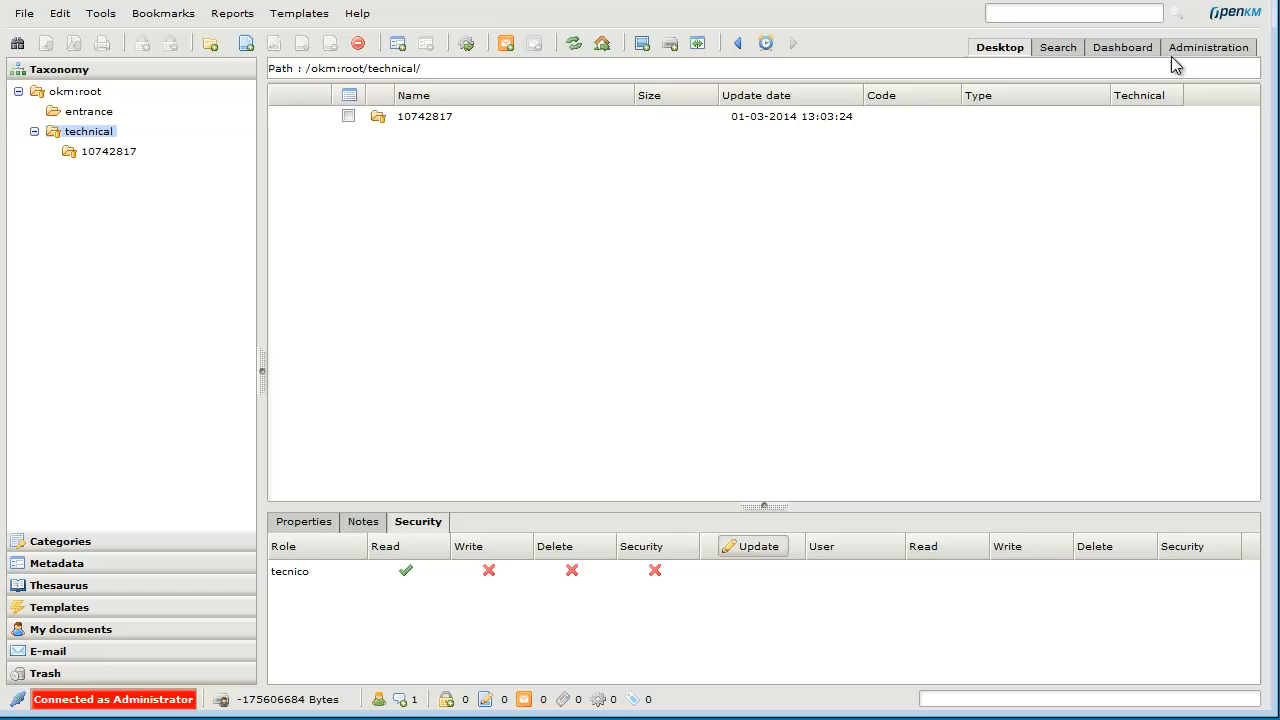 File Edit Tools Bookmarks Reports Templates Help
OPENKM
Desktop Search Dashboard Administration
Taxonomy
Path : /okm:root/technical/
okm:root
entrance
technical
10742817
Name Size Update date Code Type Technical
10742817 01-03-2014 13:03:24
Categories
Metadata
Thesaurus
Templates
My documents
E-mail
Trash
Properties Notes Security
Role Read Write Delete Security Update User Read Write Delete Security
tecnico
Connected as Administrator -175606684 Bytes 1 0 0 0 0 0 0